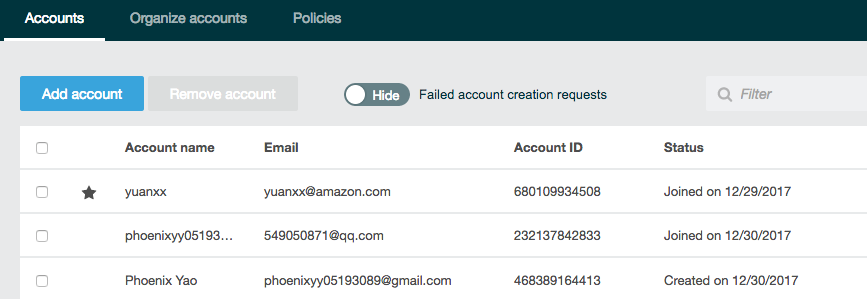 Accounts Organize accounts Policies
Add account Remove account Hide Failed account creation requests Filter
Account name Email Account ID Status
yuanxx yuanxx@amazon.com 680109934508 Joined on 12/29/2017
phoenixyy05193... 549050871@qq.com 232137842833 Joined on 12/30/2017
Phoenix Yao phoenixyy05193089@gmail.com 468389164413 Created on 12/30/2017